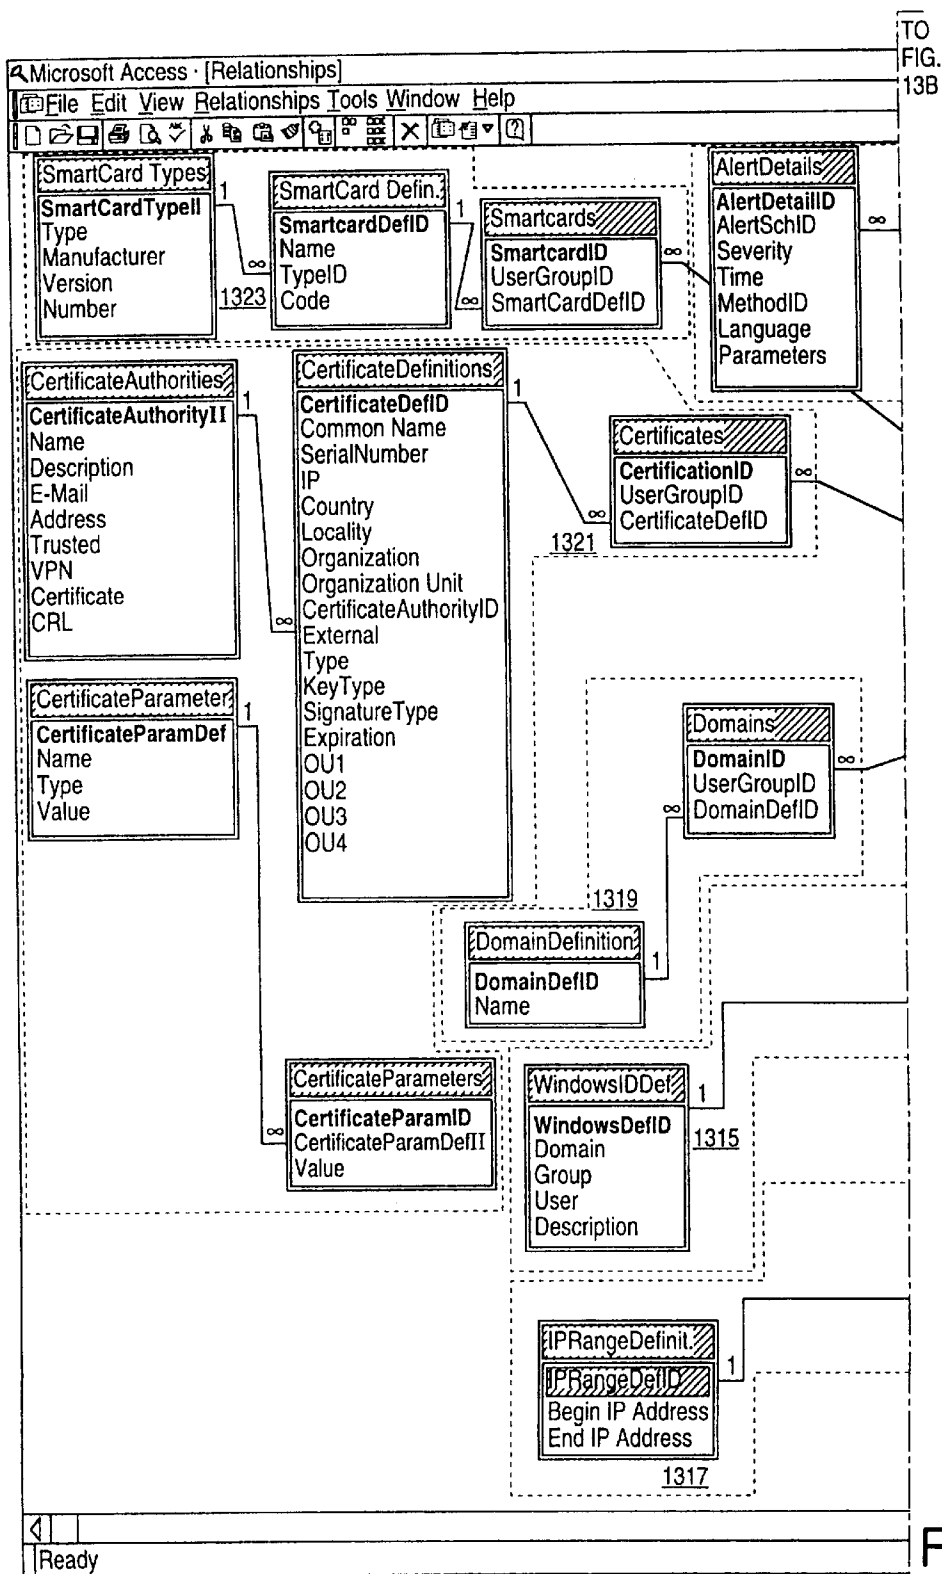 TO
FIG.
13B
Microsoft Access · [Relationships]
File Edit View Relationships Tools Window Help
SmartCard Types
SmartCardTypeII
Type
Manufacturer
Version
Number
1
∞
1323
SmartCard Defin.
SmartcardDefID
Name
TypeID
Code
1
∞
Smartcards
SmartcardID
UserGroupID
SmartCardDefID
∞
AlertDetails
AlertDetailID
AlertSchID
Severity
Time
MethodID
Language
Parameters
∞
CertificateAuthorities
CertificateAuthorityII
Name
Description
E-Mail
Address
Trusted
VPN
Certificate
CRL
1
∞
CertificateDefinitions
CertificateDefID
Common Name
SerialNumber
IP
Country
Locality
Organization
Organization Unit
CertificateAuthorityID
External
Type
KeyType
SignatureType
Expiration
OU1
OU2
OU3
OU4
1
∞
1321
Certificates
CertificationID
UserGroupID
CertificateDefID
∞
CertificateParameter
CertificateParamDef
Name
Type
Value
1
∞
Domains
DomainID
UserGroupID
DomainDefID
∞
∞
1319
DomainDefinition
DomainDefID
Name
1
CertificateParameters
CertificateParamID
CertificateParamDefII
Value
WindowsIDDef
WindowsDefID
Domain
Group
User
Description
1
1315
IPRangeDefinit.
IPRangeDefID
Begin IP Address
End IP Address
1
1317
Ready
F